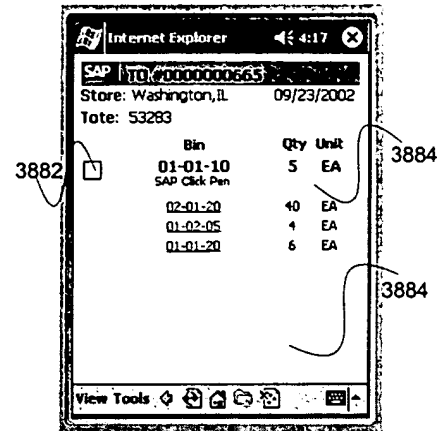 Internet Explorer 4:17
SAP TO #0000000665
Store: Washington, IL 09/23/2002
Tote: 53283
Bin Qty Unit
3882 01-01-10 5 EA 3884
SAP Click Pen
02-01-20 40 EA
01-02-05 4 EA
01-01-20 6 EA
3884
View Tools